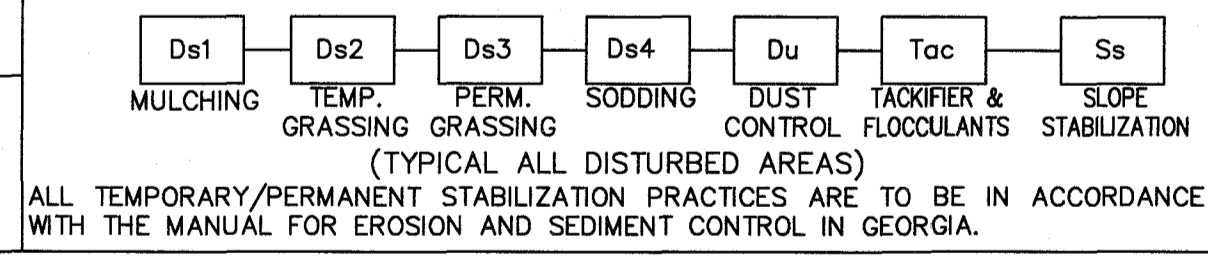 Ds1 Ds2 Ds3 Ds4 Du Tac Ss
MULCHING TEMP. PERM. SODDING DUST TACKIFIER & SLOPE
GRASSING GRASSING CONTROL FLOCCULANTS STABILIZATION
(TYPICAL ALL DISTURBED AREAS)
ALL TEMPORARY/PERMANENT STABILIZATION PRACTICES ARE TO BE IN ACCORDANCE
WITH THE MANUAL FOR EROSION AND SEDIMENT CONTROL IN GEORGIA.